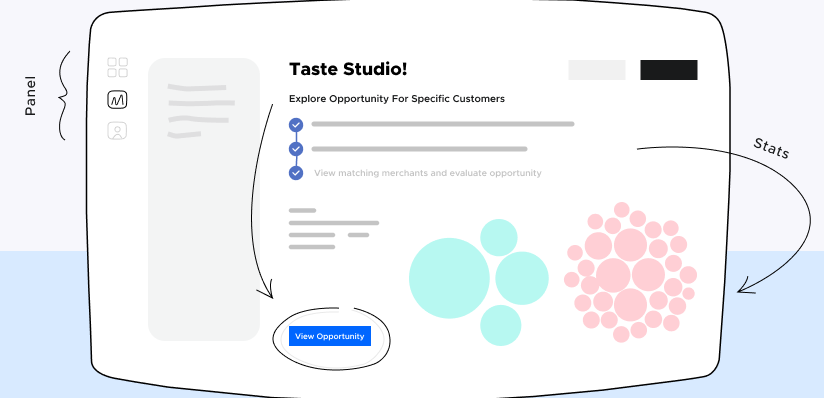 Panel
Taste Studio!
Explore Opportunity For Specific Customers
View matching merchants and evaluate opportunity
Stats
View Opportunity